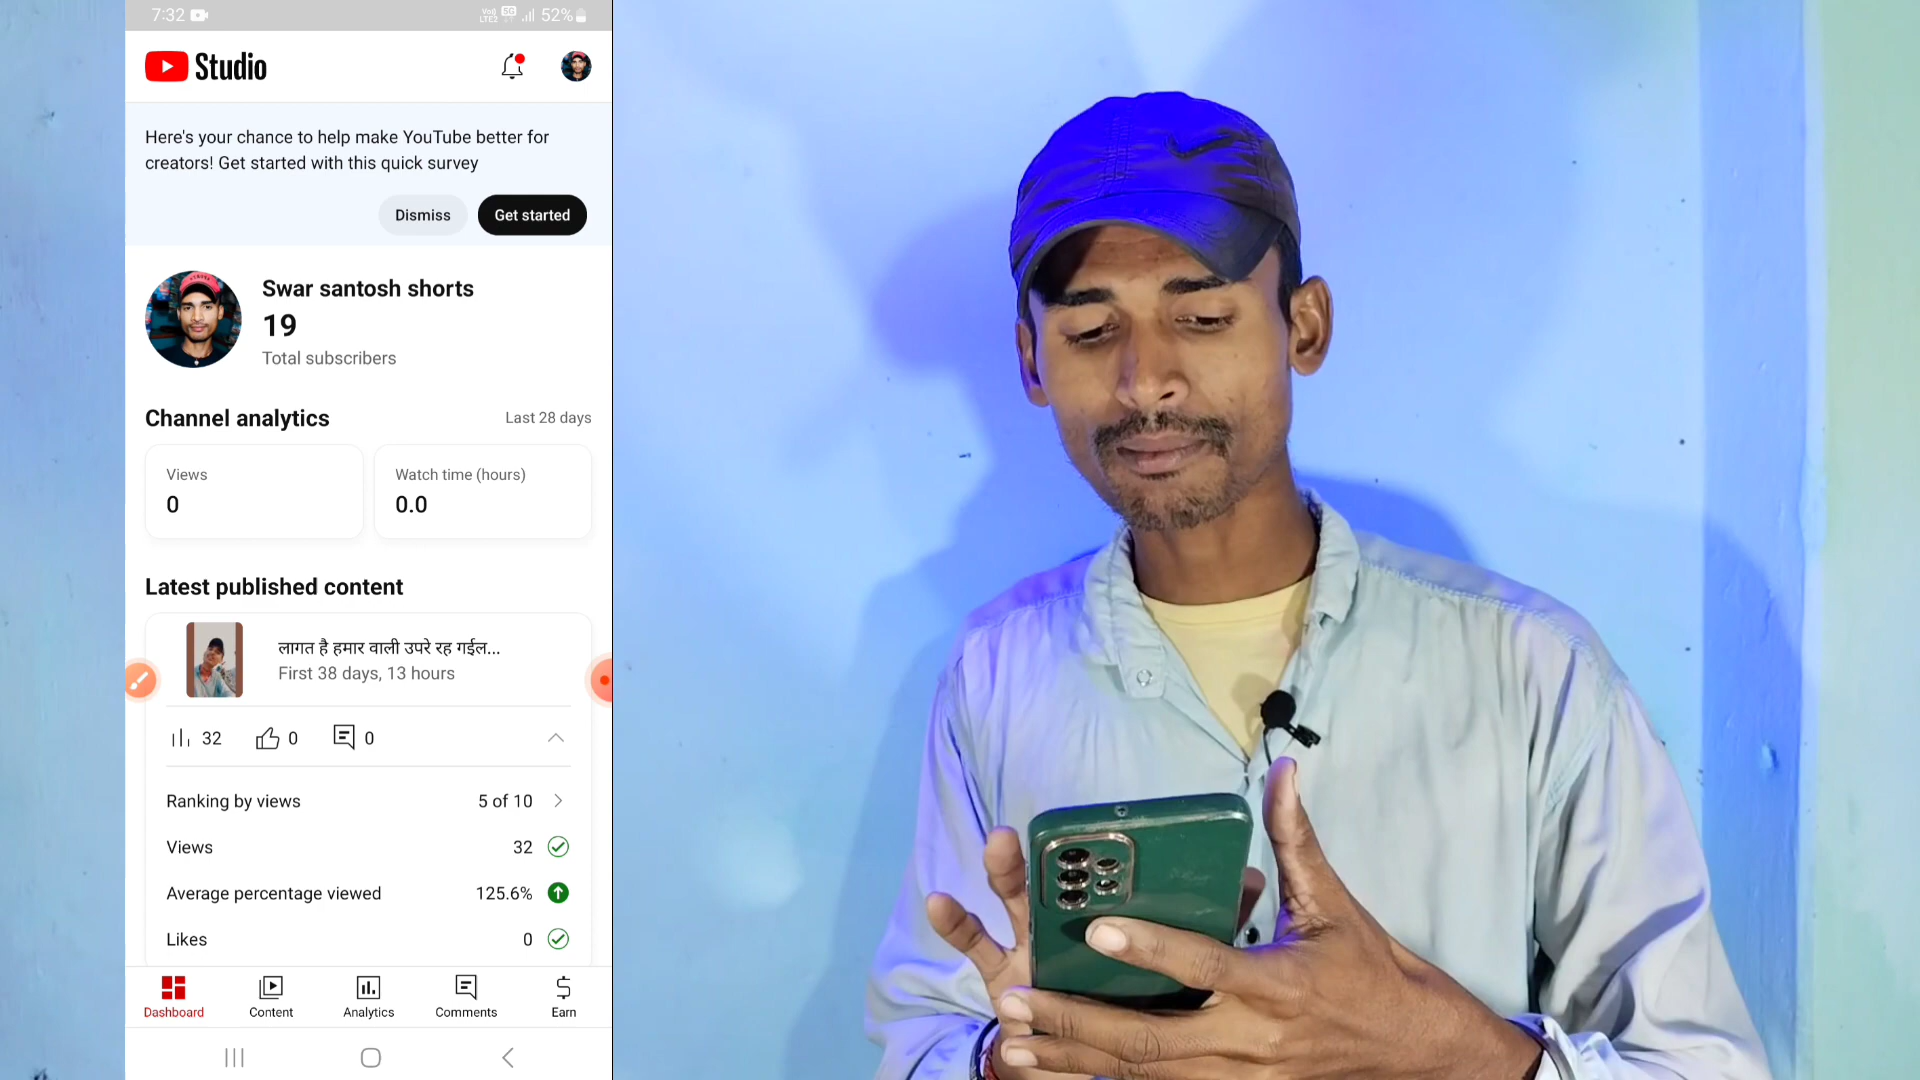 7:32
Vo)) 5G 52%
LTE2
Studio
Here's your chance to help make YouTube better for
creators! Get started with this quick survey
Dismiss Get started
Swar santosh shorts
19
Total subscribers
Channel analytics Last 28 days
Views Watch time (hours)
0 0.0
Latest published content
लागत है हमार वाली उपरे रह गईल...
First 38 days, 13 hours
32 0 0
Ranking by views 5 of 10
Views 32
Average percentage viewed 125.6%
Likes 0
Dashboard Content Analytics Comments Earn